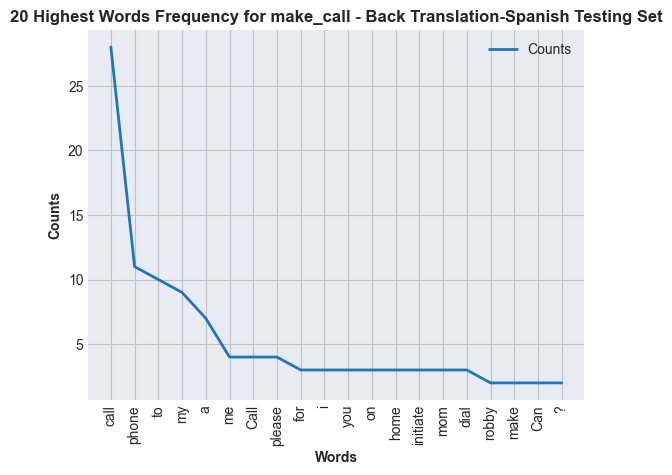 20 Highest Words Frequency for make_call - Back Translation-Spanish Testing Set
Counts
25
20
15
10
5
Counts
call
phone
to
my
a
me
Call
please
for
i
you
on
home
initiate
mom
dial
robby
make
Can
?
Words